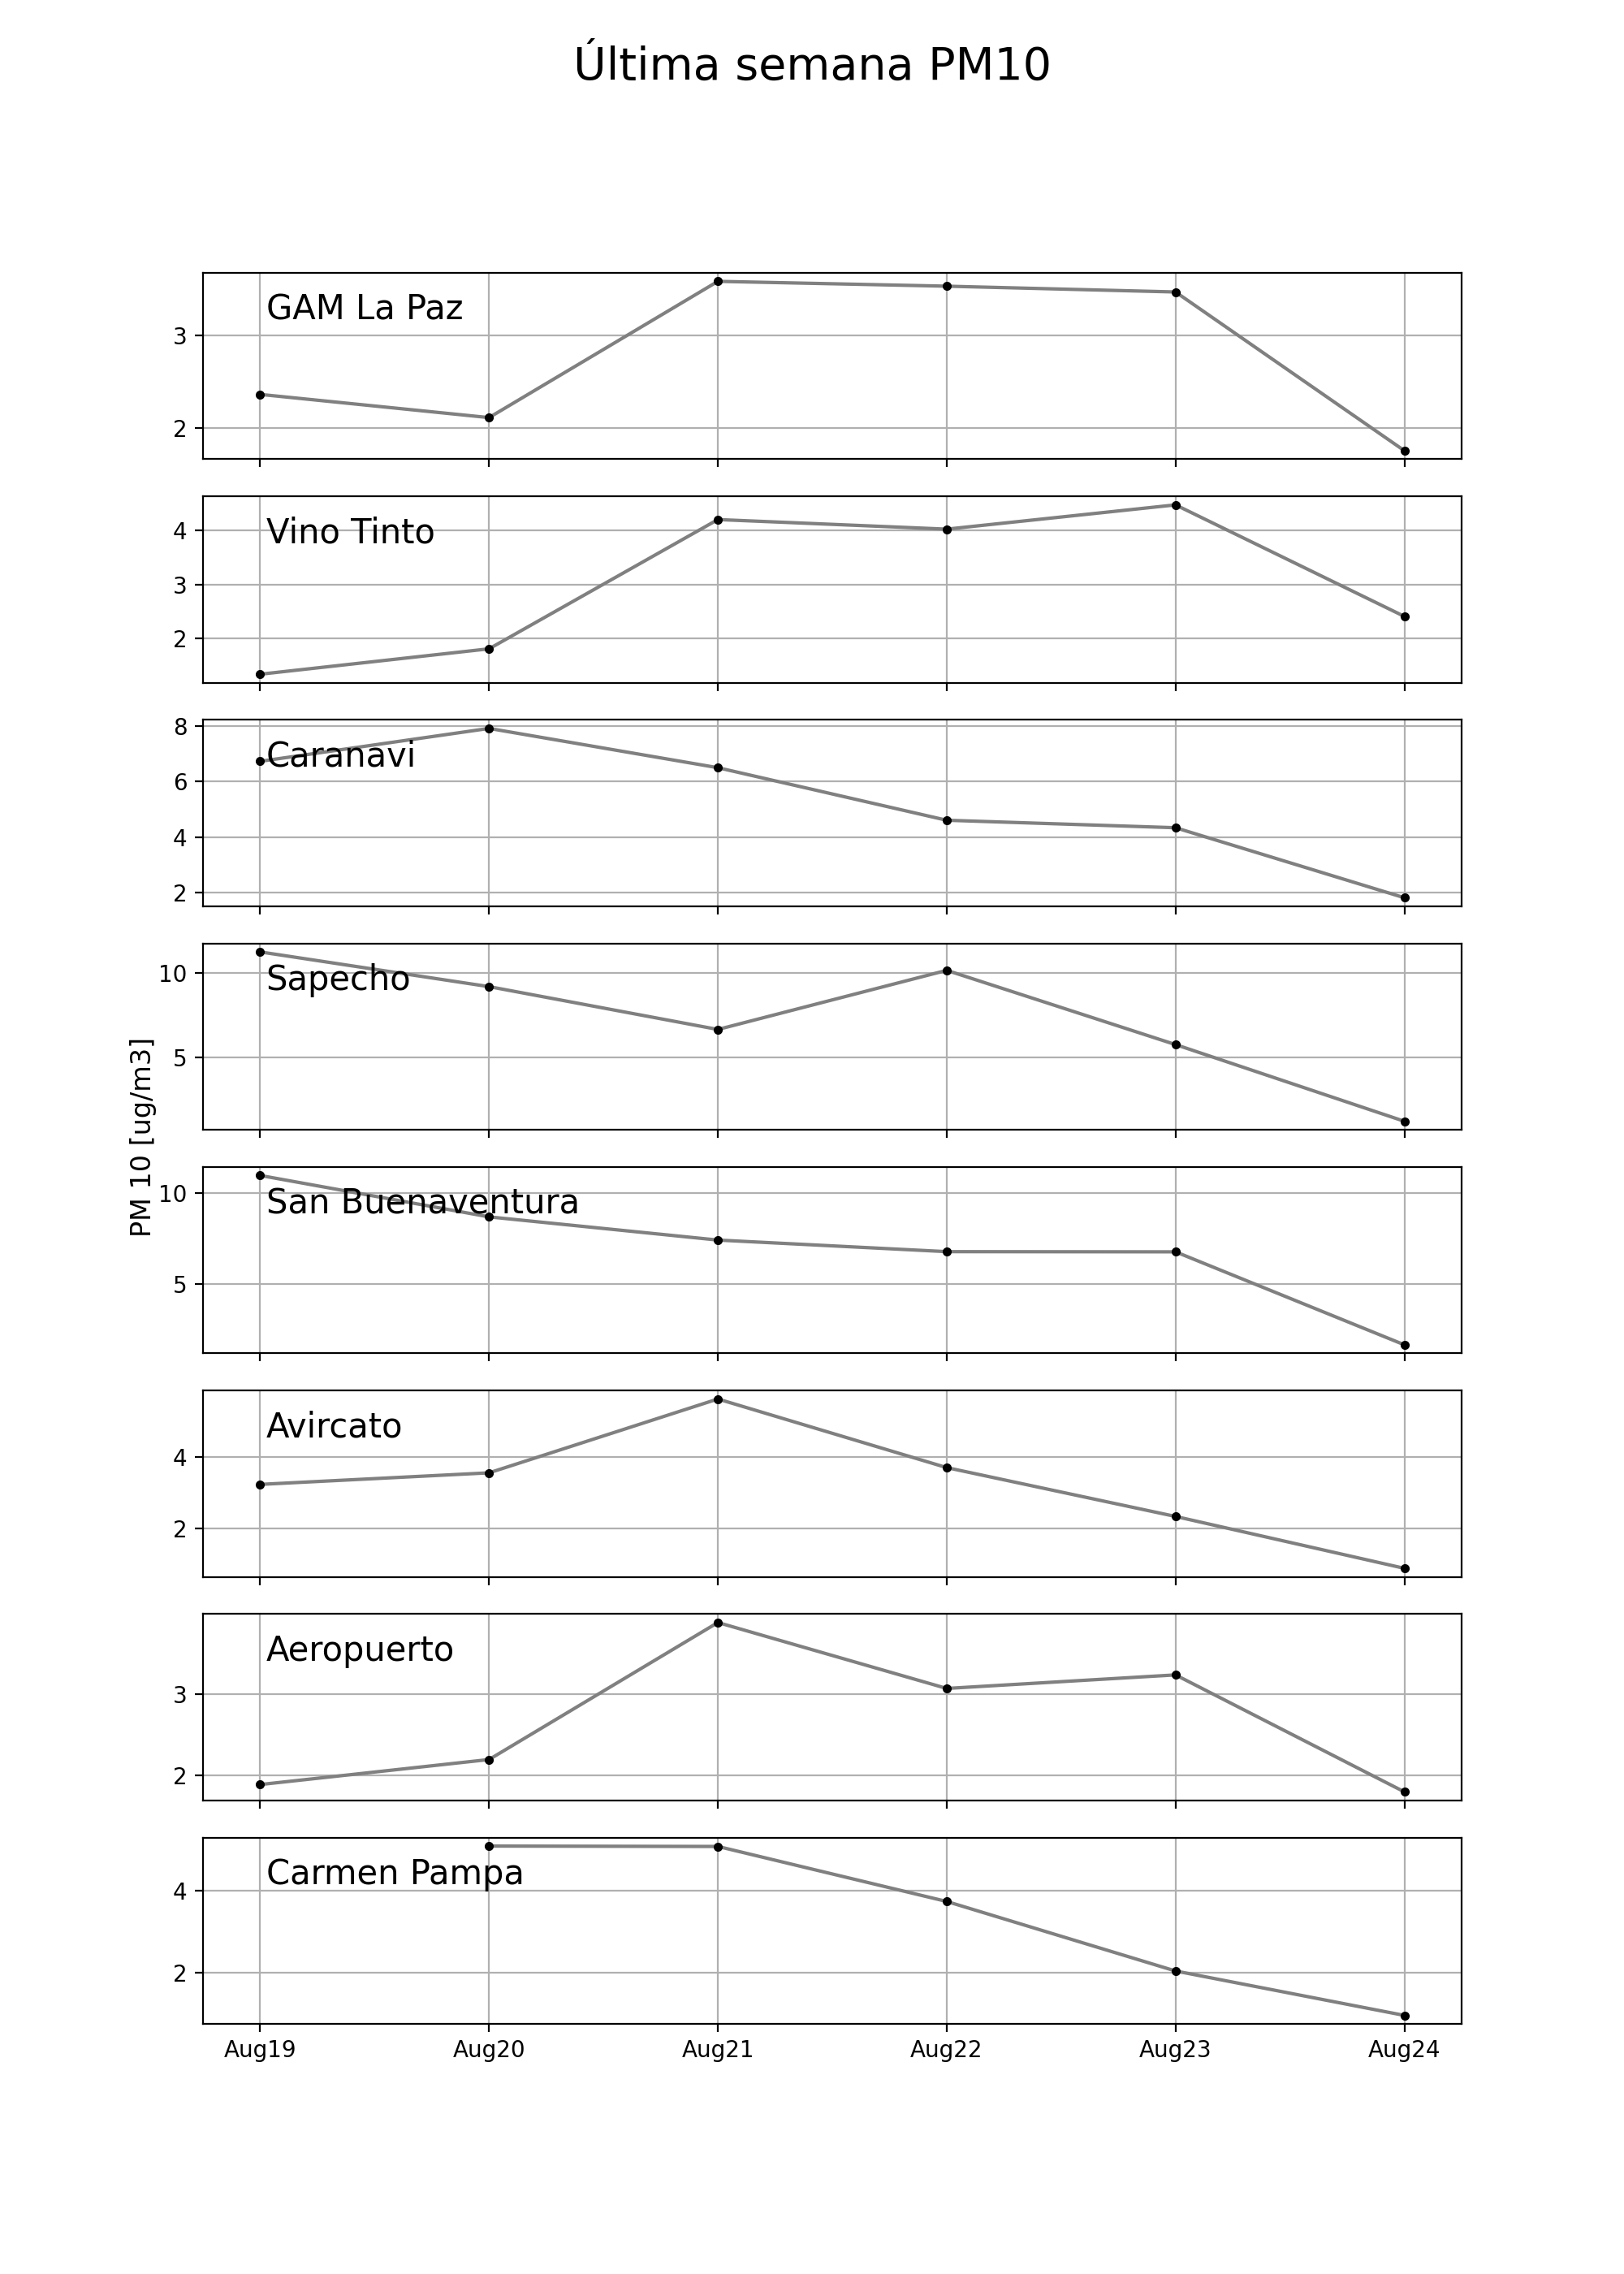 Última semana PM10
GAM La Paz
3
2
Vino Tinto
4
3
2
Caranavi
8
6
4
2
Sapecho
10
5
PM 10 [ug/m3]
San Buenaventura
10
5
Avircato
4
2
Aeropuerto
3
2
Carmen Pampa
4
2
Aug19 Aug20 Aug21 Aug22 Aug23 Aug24